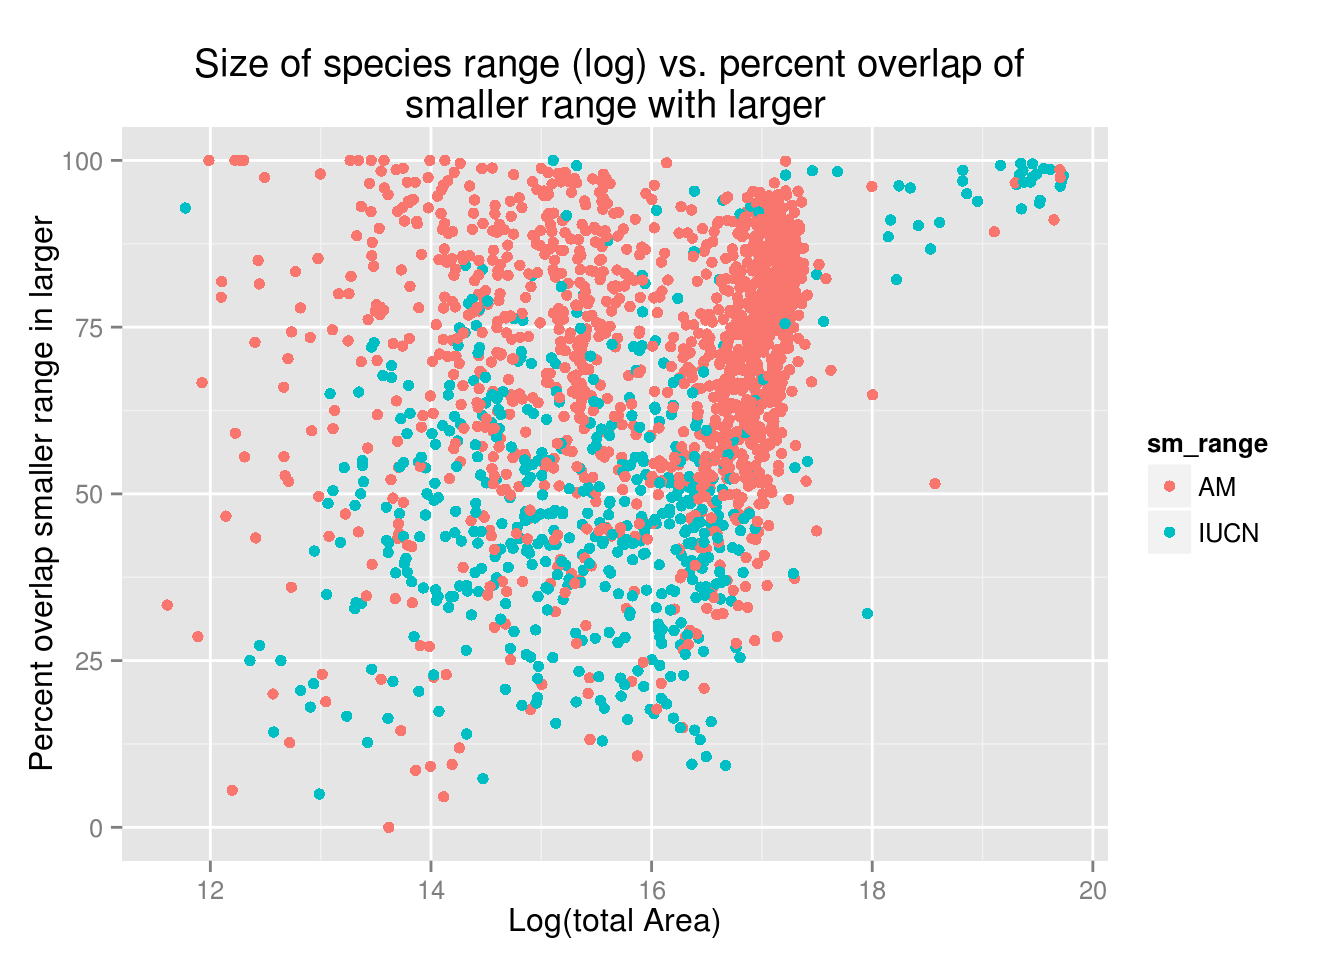 Size of species range (log) vs. percent overlap of
smaller range with larger
Percent overlap smaller range in larger
100
75
50
25
0
12 14 16 18 20
Log(total Area)
sm_range
AM
IUCN